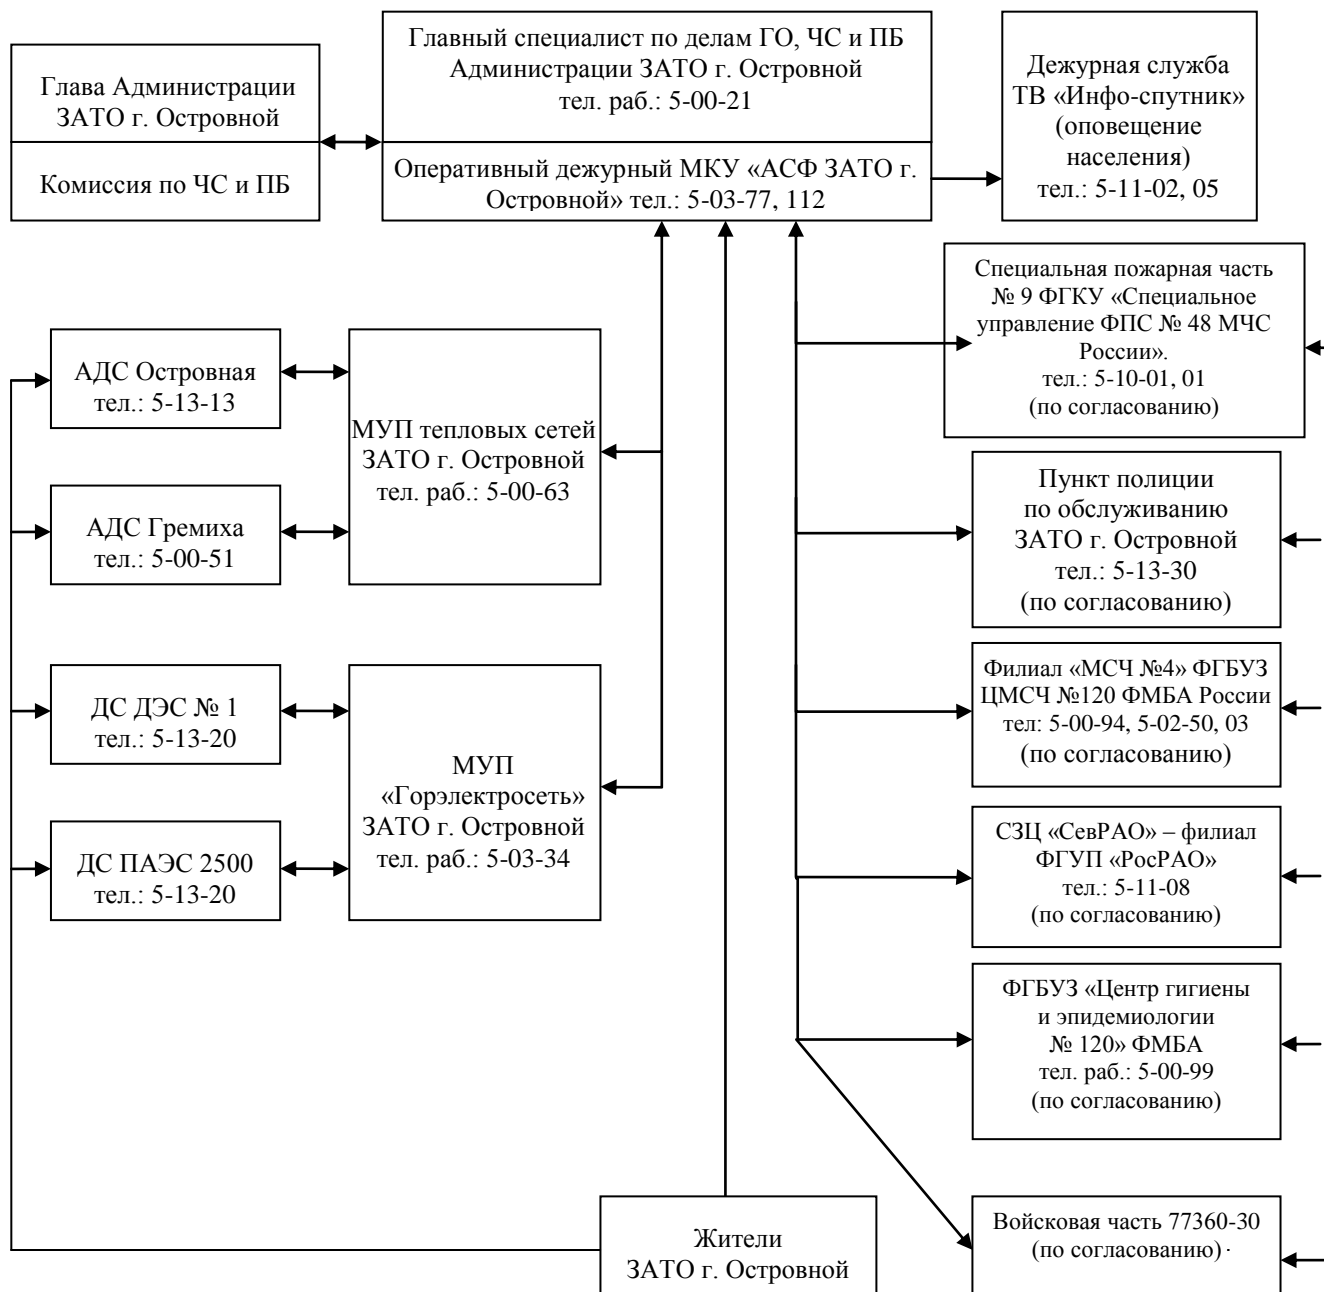 Глава Администрации
ЗАТО г. Островной
Комиссия по ЧС и ПБ
Главный специалист по делам ГО, ЧС и ПБ
Администрации ЗАТО г. Островной
тел. раб.: 5-00-21
Оперативный дежурный МКУ «АСФ ЗАТО г.
Островной» тел.: 5-03-77, 112
Дежурная служба
ТВ «Инфо-спутник»
(оповещение
населения)
тел.: 5-11-02, 05
АДС Островная
тел.: 5-13-13
АДС Гремиха
тел.: 5-00-51
ДС ДЭС № 1
тел.: 5-13-20
ДС ПАЭС 2500
тел.: 5-13-20
МУП тепловых сетей
ЗАТО г. Островной
тел. раб.: 5-00-63
МУП
«Горэлектросеть»
ЗАТО г. Островной
тел. раб.: 5-03-34
Специальная пожарная часть
№ 9 ФГКУ «Специальное
управление ФПС № 48 МЧС
России».
тел.: 5-10-01, 01
(по согласованию)
Пункт полиции
по обслуживанию
ЗАТО г. Островной
тел.: 5-13-30
(по согласованию)
Филиал «МСЧ №4» ФГБУЗ
ЦМСЧ №120 ФМБА России
тел: 5-00-94, 5-02-50, 03
(по согласованию)
СЗЦ «СевРАО» – филиал
ФГУП «РосРАО»
тел.: 5-11-08
(по согласованию)
ФГБУЗ «Центр гигиены
и эпидемиологии
№ 120» ФМБА
тел. раб.: 5-00-99
(по согласованию)
Войсковая часть 77360-30
(по согласованию)
Жители
ЗАТО г. Островной